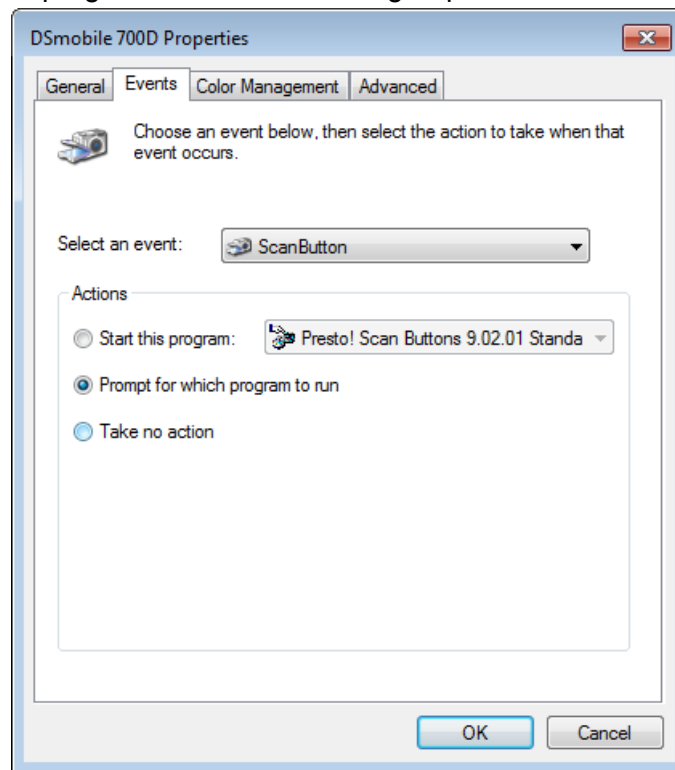 DSmobile 700D Properties
General Events Color Management Advanced
Choose an event below, then select the action to take when that
event occurs.
Select an event: ScanButton
Actions
Start this program: Presto! Scan Buttons 9.02.01 Standa
Prompt for which program to run
Take no action
OK Cancel